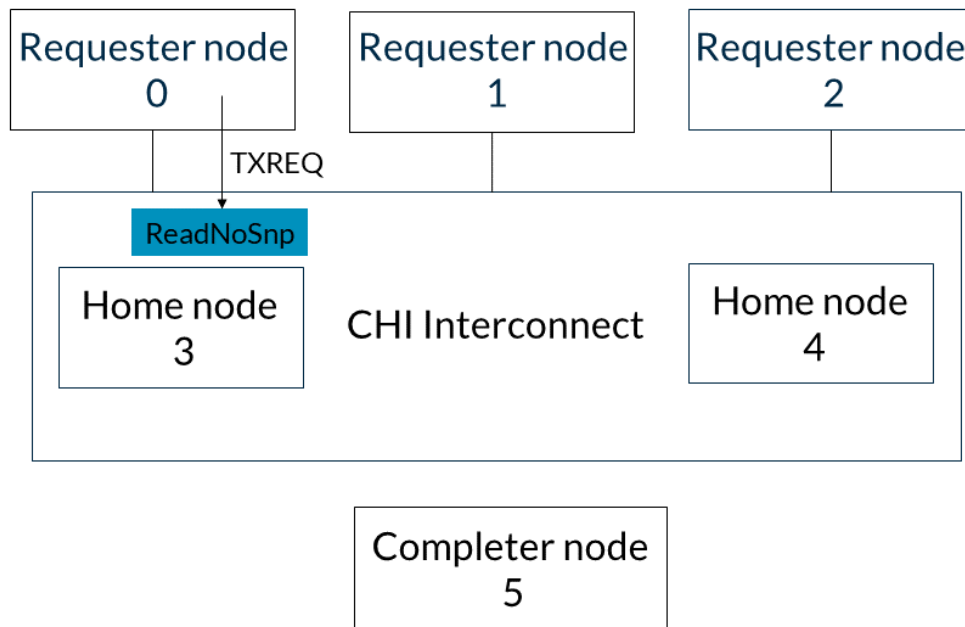 Requester node
0
Requester node
1
Requester node
2
TXREQ
ReadNoSnp
Home node
3
CHI Interconnect
Home node
4
Completer node
5